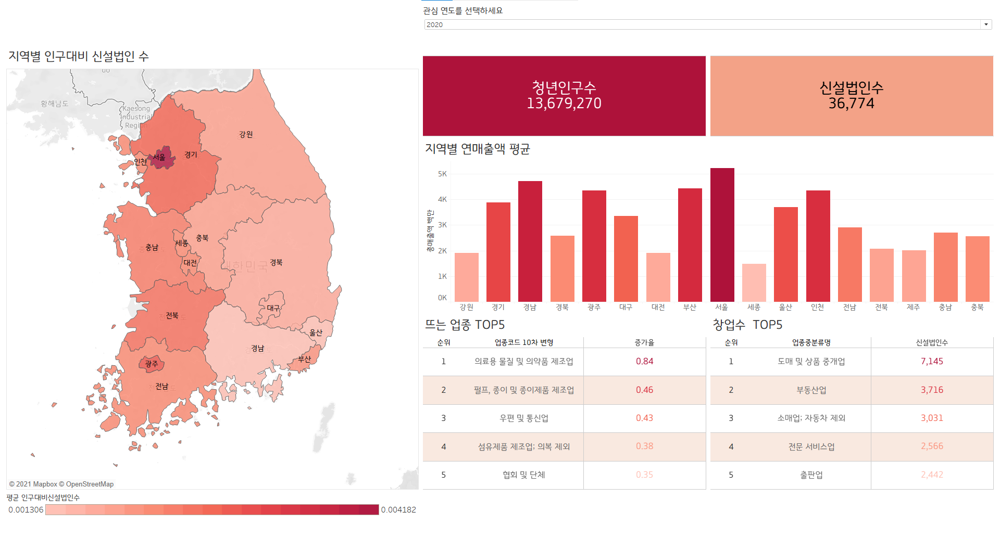 관심 연도를 선택하세요
2020
지역별 인구대비 신설법인 수
do
황해남도
Kaesong
Industrial
Region
강원
서울
경기
인천
충남
세종
충북
대전
경북
대한민국
전북
대구
울산
경남
부산
광주
전남
© 2021 Mapbox © OpenStreetMap
평균 인구대비신설법인수
0.001306
0.004182
청년인구수
13,679,270
신설법인수
36,774
지역별 연매출액 평균
총매출액 백만
5K
4K
3K
2K
1K
0K
강원 경기 경남 경북 광주 대구 대전 부산 서울 세종 울산 인천 전남 전북 제주 충남 충북
뜨는 업종 TOP5
순위 업종코드 10차 변형 증가율
1 의료용 물질 및 의약품 제조업 0.84
2 펄프, 종이 및 종이제품 제조업 0.46
3 우편 및 통신업 0.43
4 섬유제품 제조업; 의복 제외 0.38
5 협회 및 단체 0.35
창업수 TOP5
순위 업종중분류명 신설법인수
1 도매 및 상품 중개업 7,145
2 부동산업 3,716
3 소매업; 자동차 제외 3,031
4 전문 서비스업 2,566
5 출판업 2,442